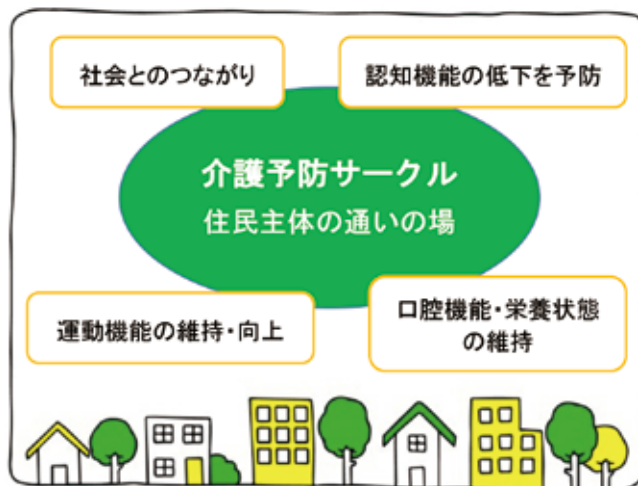 社会とのつながり
認知機能の低下を予防
介護予防サークル
住民主体の通いの場
運動機能の維持・向上
口腔機能・栄養状態
の維持